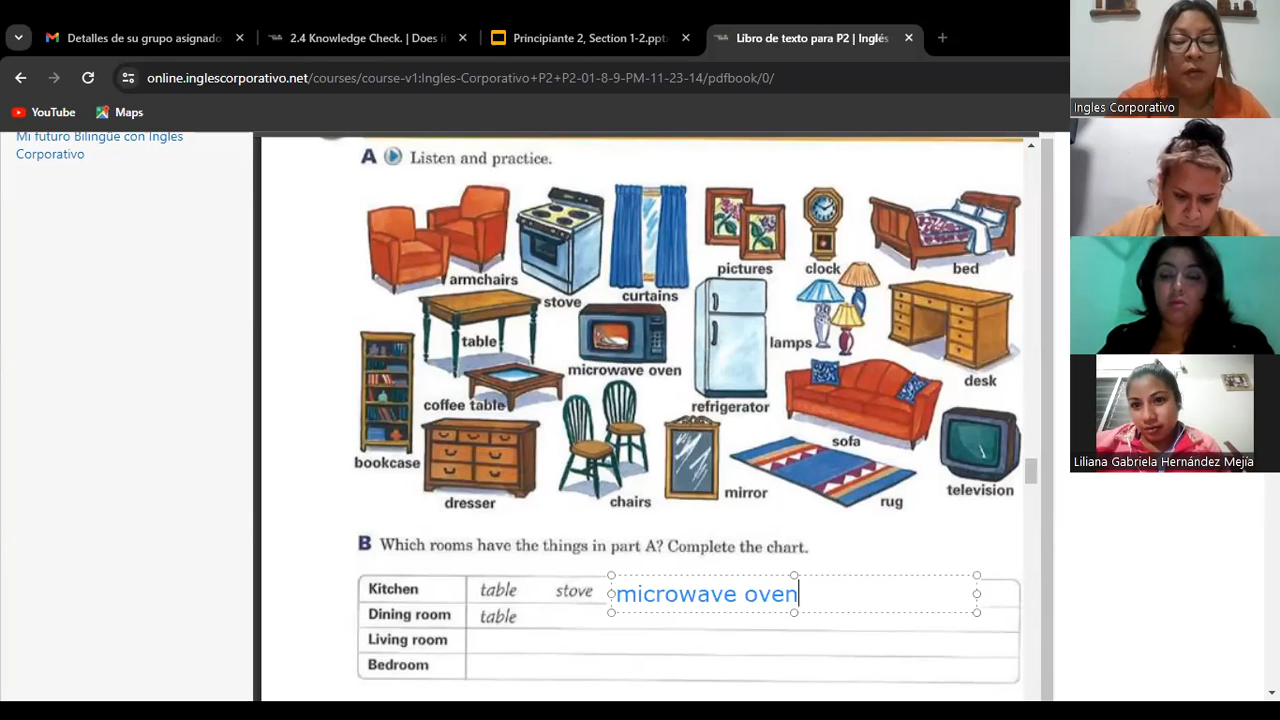 Detalles de su grupo asignado
2.4 Knowledge Check. | Does i
Principiante 2, Section 1-2.ppt
Libro de texto para P2 | Inglés
online.inglescorporativo.net/courses/course-v1:Ingles-Corporativo+P2+P2-01-8-9-PM-11-23-14/pdfbook/0/
YouTube
Maps
Mi futuro Bilingüe con Ingles
Corporativo
A Listen and practice.
armchairs
stove
curtains
pictures
clock
bed
table
microwave oven
refrigerator
lamps
desk
coffee table
bookcase
dresser
chairs
mirror
sofa
rug
television
B Which rooms have the things in part A? Complete the chart.
Kitchen table stove microwave oven
Dining room table
Living room
Bedroom
Ingles Corporativo
Liliana Gabriela Hernández Mejía